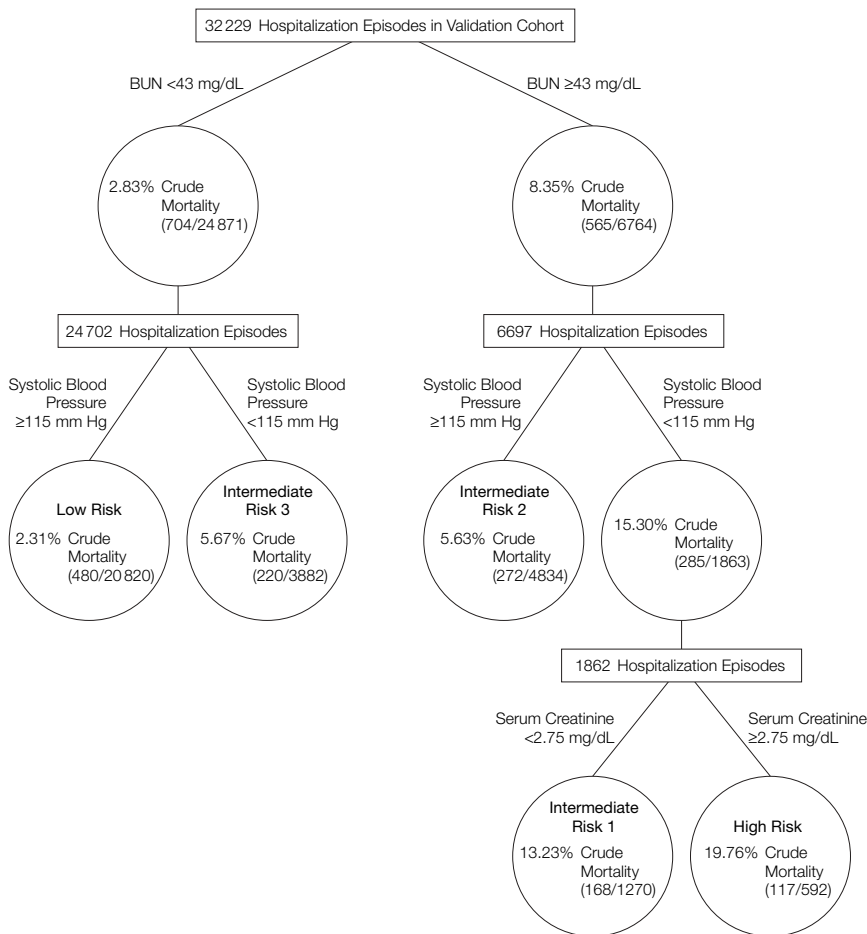 32 229 Hospitalization Episodes in Validation Cohort
BUN <43 mg/dL
BUN ≥43 mg/dL
2.83% Crude
Mortality
(704/24 871)
8.35% Crude
Mortality
(565/6764)
24 702 Hospitalization Episodes
6697 Hospitalization Episodes
Systolic Blood
Pressure
≥115 mm Hg
Systolic Blood
Pressure
<115 mm Hg
Systolic Blood
Pressure
≥115 mm Hg
Systolic Blood
Pressure
<115 mm Hg
Low Risk
2.31% Crude
Mortality
(480/20 820)
Intermediate
Risk 3
5.67% Crude
Mortality
(220/3882)
Intermediate
Risk 2
5.63% Crude
Mortality
(272/4834)
15.30% Crude
Mortality
(285/1863)
1862 Hospitalization Episodes
Serum Creatinine
<2.75 mg/dL
Serum Creatinine
≥2.75 mg/dL
Intermediate
Risk 1
13.23% Crude
Mortality
(168/1270)
High Risk
19.76% Crude
Mortality
(117/592)